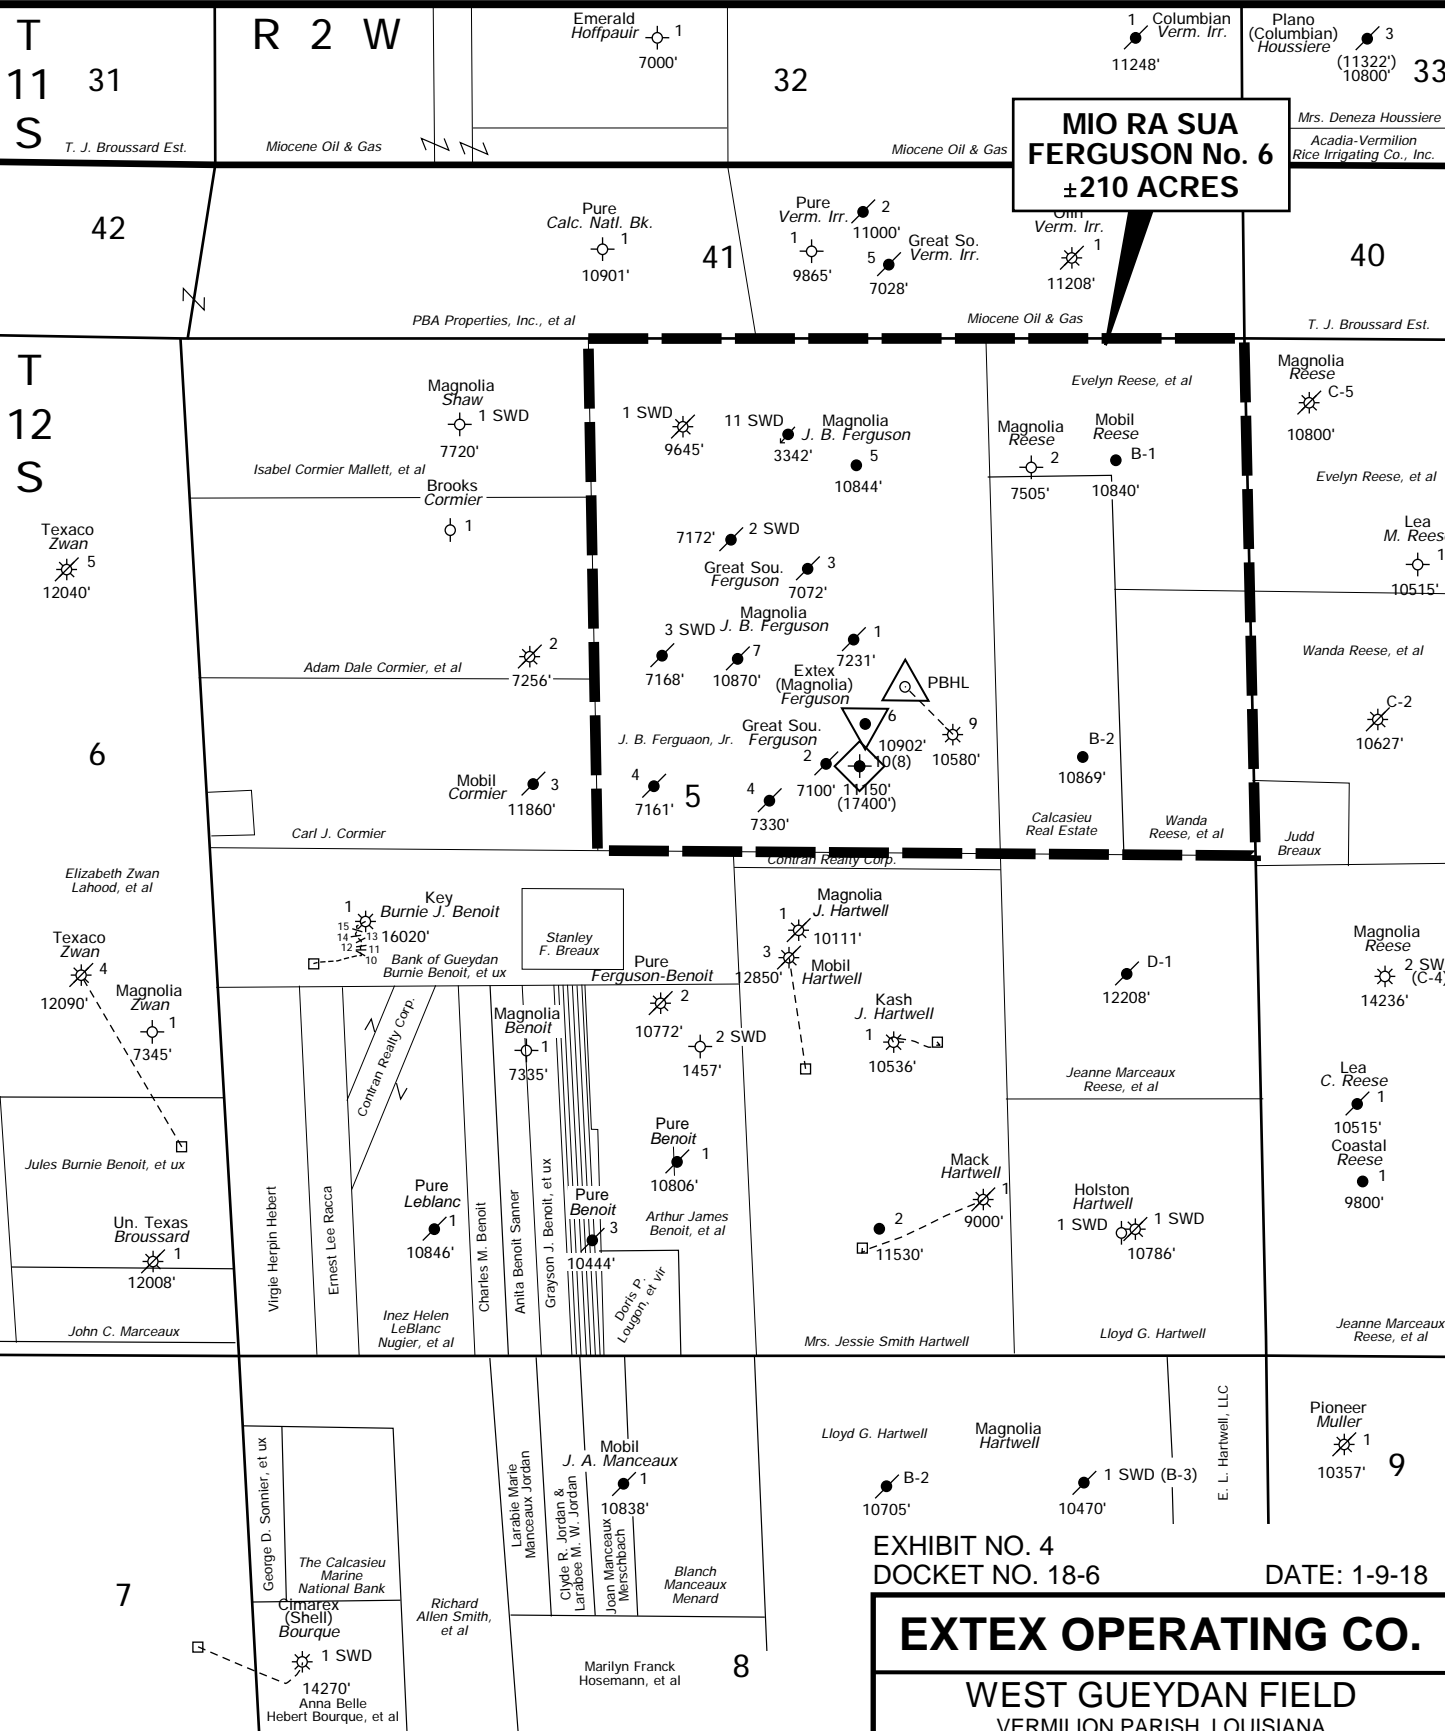 T
11
S
R 2 W
31
T. J. Broussard Est.
Miocene Oil & Gas
Emerald
Hoffpauir
1
7000'
32
Miocene Oil & Gas
1
Columbian
Verm. Irr.
11248'
Plano
(Columbian)
Houssiere
3
(11322')
10800'
33
Mrs. Deneza Houssiere
Acadia-Vermilion
Rice Irrigating Co., Inc.
MIO RA SUA
FERGUSON No. 6
±210 ACRES
42
Pure
Calc. Natl. Bk.
1
10901'
41
PBA Properties, Inc., et al
Pure
Verm. Irr.
1
9865'
2
11000'
Great So.
Verm. Irr.
5
7028'
Olin
Verm. Irr.
1
11208'
Miocene Oil & Gas
40
T. J. Broussard Est.
T
12
S
Magnolia
Shaw
1 SWD
7720'
Isabel Cormier Mallett, et al
Brooks
Cormier
1
Texaco
Zwan
5
12040'
2
7256'
Adam Dale Cormier, et al
6
Mobil
Cormier
3
11860'
Carl J. Cormier
1 SWD
9645'
11 SWD
3342'
Magnolia
J. B. Ferguson
5
10844'
7172'
2 SWD
Great Sou.
Ferguson
3
7072'
Magnolia
J. B. Ferguson
3 SWD
7168'
7
10870'
1
7231'
Extex
(Magnolia)
Ferguson
PBHL
6
10902'
9
10580'
J. B. Ferguaon, Jr.
Great Sou.
Ferguson
2
7100'
10(8)
11150'
(17400')
4
7161'
5
4
7330'
Evelyn Reese, et al
Magnolia
Reese
2
7505'
Mobil
Reese
B-1
10840'
B-2
10869'
Calcasieu
Real Estate
Wanda
Reese, et al
Magnolia
Reese
C-5
10800'
Evelyn Reese, et al
Lea
M. Reese
1
10515'
Wanda Reese, et al
C-2
10627'
Judd
Breaux
Contran Realty Corp.
Elizabeth Zwan
Lahood, et al
Texaco
Zwan
4
12090'
Magnolia
Zwan
1
7345'
Key
Burnie J. Benoit
1
16020'
15
14
13
12
11
10
Bank of Gueydan
Burnie Benoit, et ux
Stanley
F. Breaux
Pure
Ferguson-Benoit
2
10772'
2 SWD
1457'
Magnolia
Benoit
1
7335'
Magnolia
J. Hartwell
1
10111'
3
12850'
Mobil
Hartwell
Kash
J. Hartwell
1
10536'
D-1
12208'
Jeanne Marceaux
Reese, et al
Magnolia
Reese
2 SW
(C-4)
14236'
Lea
C. Reese
1
10515'
Coastal
Reese
1
9800'
Jules Burnie Benoit, et ux
Un. Texas
Broussard
1
12008'
John C. Marceaux
Virgie Herpin Hebert
Ernest Lee Racca
Contran Realty Corp.
Pure
Leblanc
1
10846'
Inez Helen
LeBlanc
Nugier, et al
Charles M. Benoit
Anita Benoit Sanner
Grayson J. Benoit, et ux
Pure
Benoit
1
10806'
Pure
Benoit
3
10444'
Arthur James
Benoit, et al
Doris P.
Lougon, et vir
Mack
Hartwell
1
9000'
2
11530'
Mrs. Jessie Smith Hartwell
Holston
Hartwell
1 SWD
1 SWD
10786'
Lloyd G. Hartwell
Jeanne Marceaux
Reese, et al
7
George D. Sonnier, et ux
The Calcasieu
Marine
National Bank
Cimarex
(Shell)
Bourque
1 SWD
14270'
Anna Belle
Hebert Bourque, et al
Richard
Allen Smith,
et al
Larabie Marie
Manceaux Jordan
Clyde R. Jordan &
Larabee M. W. Jordan
Joan Manceaux
Merschbach
Mobil
J. A. Manceaux
1
10838'
Blanch
Manceaux
Menard
Marilyn Franck
Hosemann, et al
8
Lloyd G. Hartwell
Magnolia
Hartwell
B-2
10705'
1 SWD (B-3)
10470'
E. L. Hartwell, LLC
Pioneer
Muller
1
10357'
9
EXHIBIT NO. 4
DOCKET NO. 18-6
DATE: 1-9-18
EXTEX OPERATING CO.
WEST GUEYDAN FIELD
VERMILION PARISH, LOUISIANA